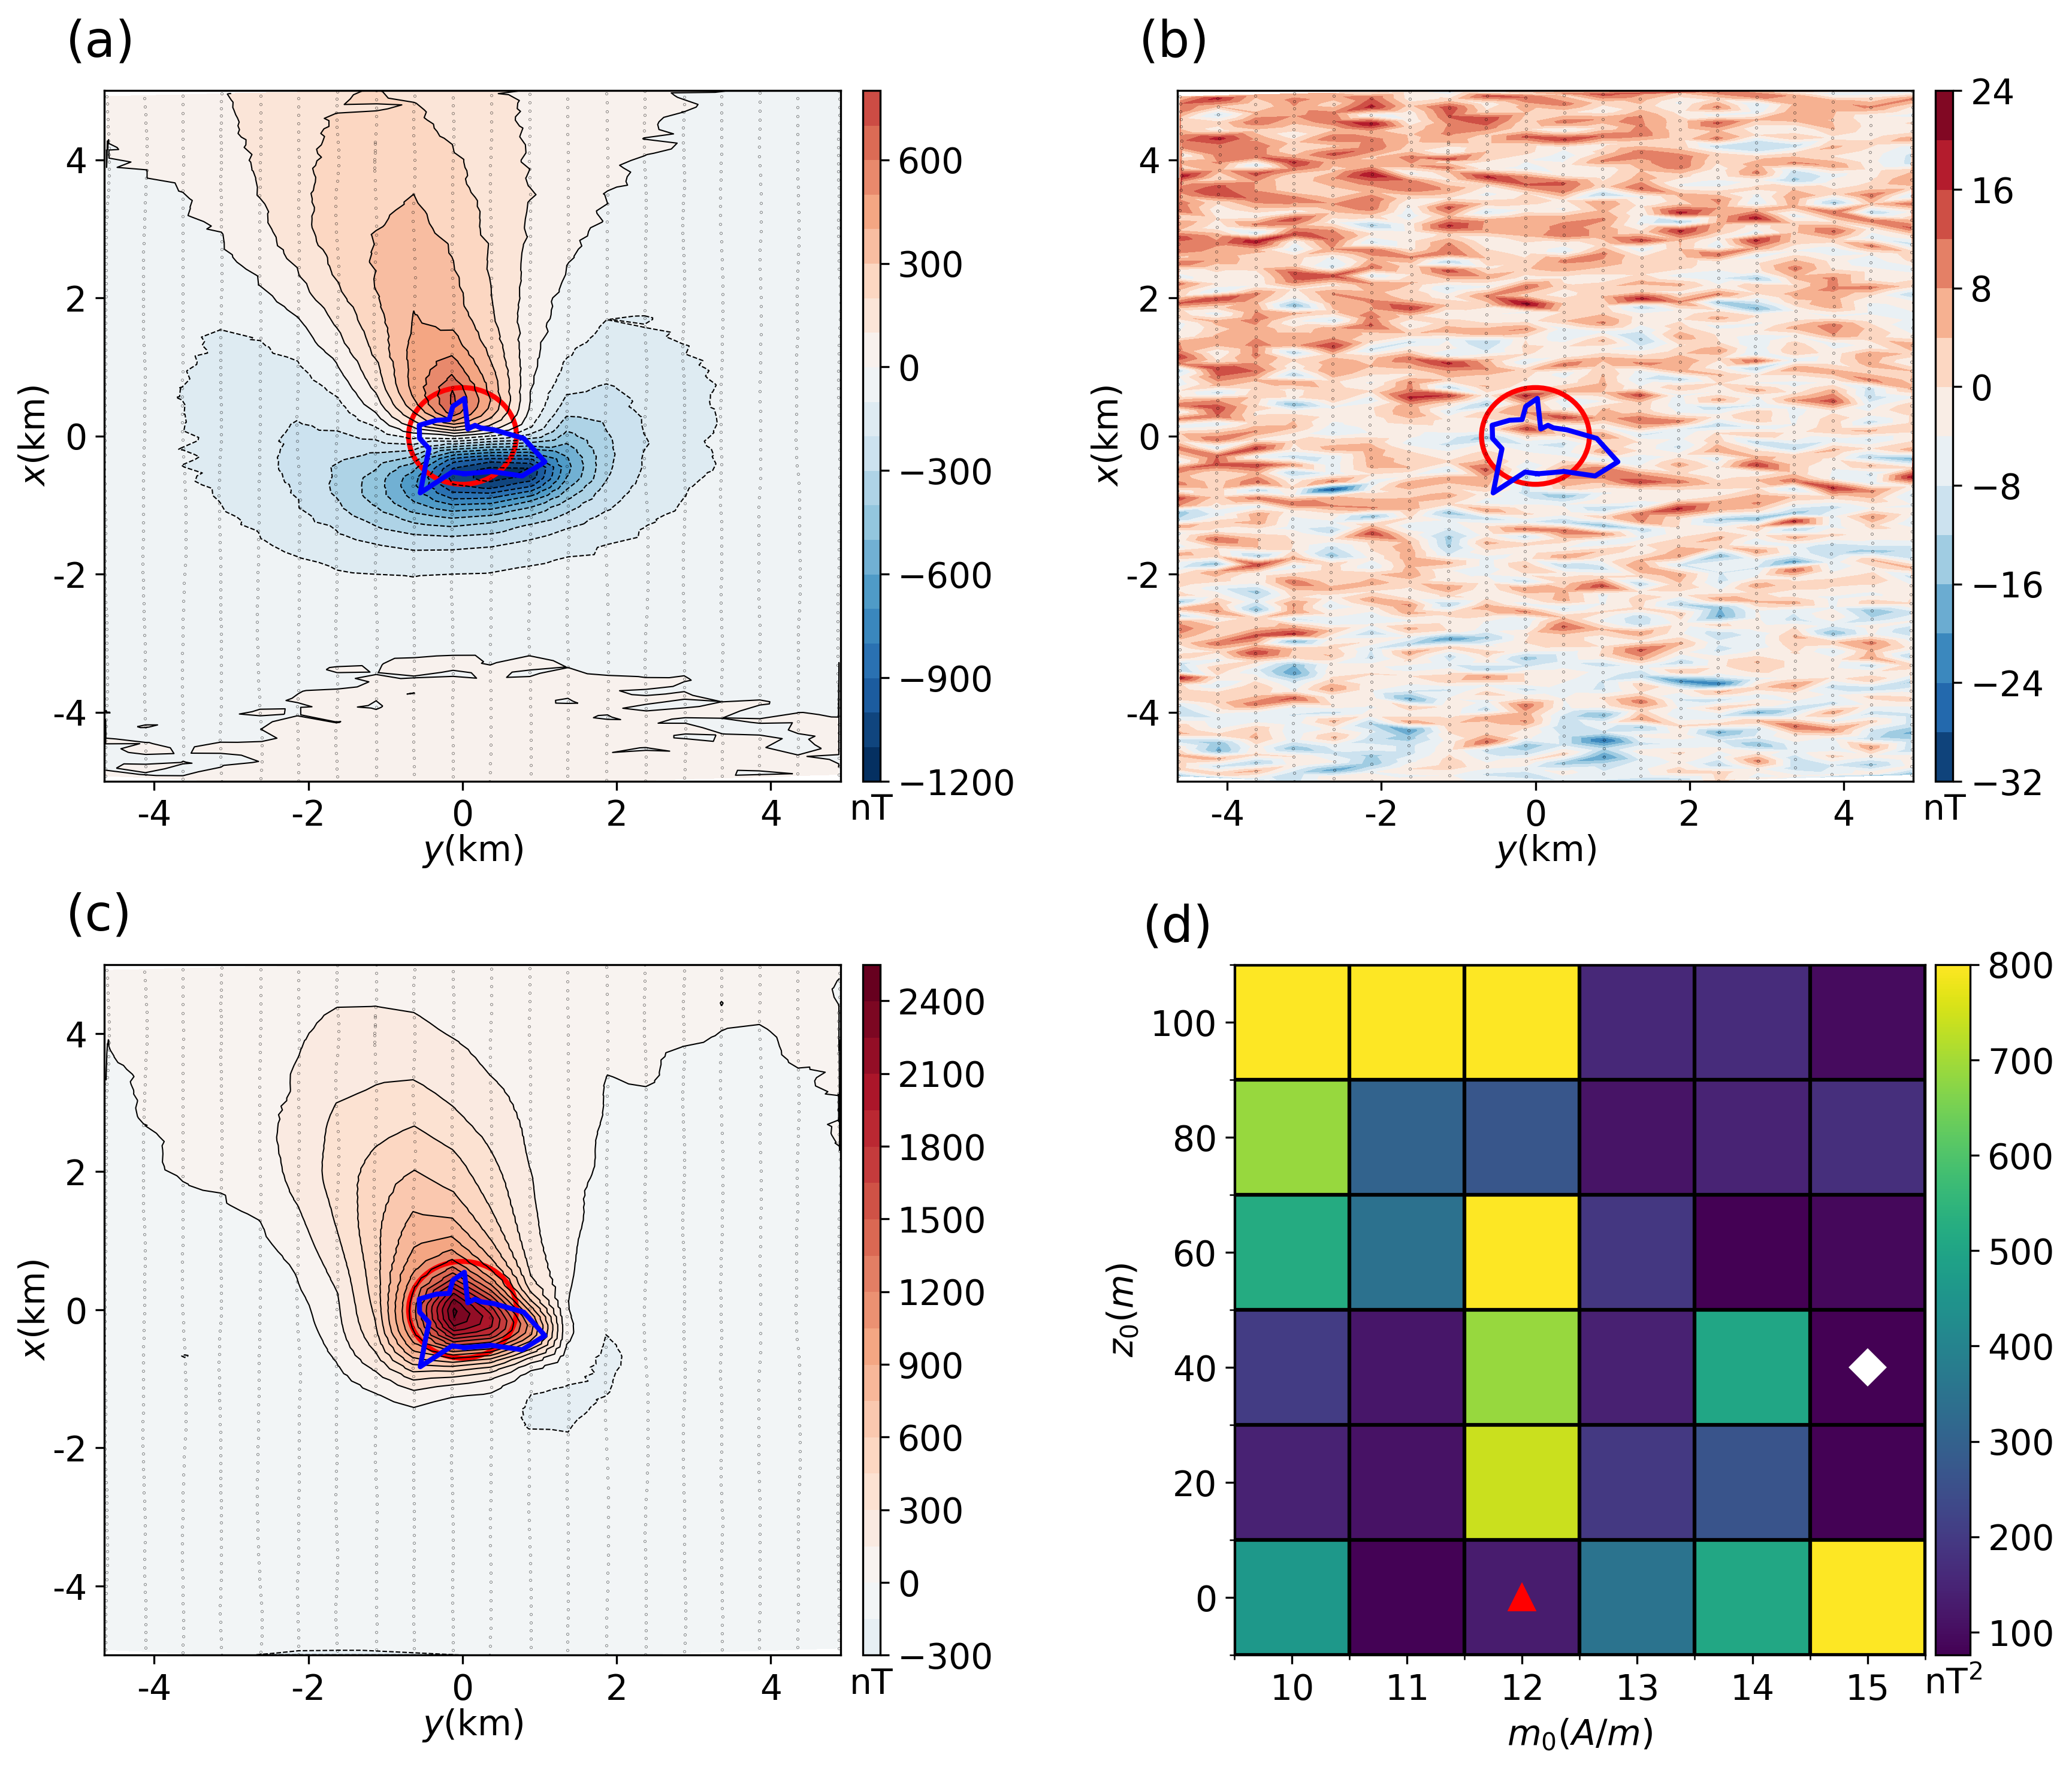 (a)
4
2
0
-2
-4
x(km)
-4 -2 0 2 4
y(km)
600
300
0
−300
−600
−900
−1200
nT
(b)
4
2
0
-2
-4
x(km)
-4 -2 0 2 4
y(km)
24
16
8
0
−8
−16
−24
−32
nT
(c)
4
2
0
-2
-4
x(km)
-4 -2 0 2 4
y(km)
2400
2100
1800
1500
1200
900
600
300
0
−300
nT
(d)
100
80
60
40
20
0
z₀(m)
10 11 12 13 14 15
m₀(A/m)
800
700
600
500
400
300
200
100
nT²